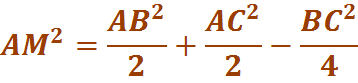 AM² = AB²/2 + AC²/2 - BC²/4